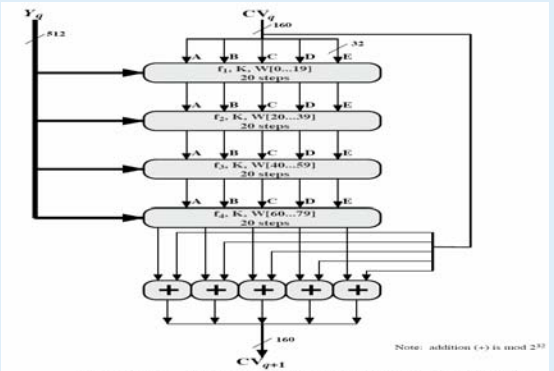 Yq CVq
512 160
32
A B C D E
f1, K, W[0...19]
20 steps
A B C D E
f2, K, W[20...39]
20 steps
A B C D E
f3, K, W[40...59]
20 steps
A B C D E
f4, K, W[60...79]
20 steps
+ + + + +
160
Note: addition (+) is mod 2^32
CVq+1